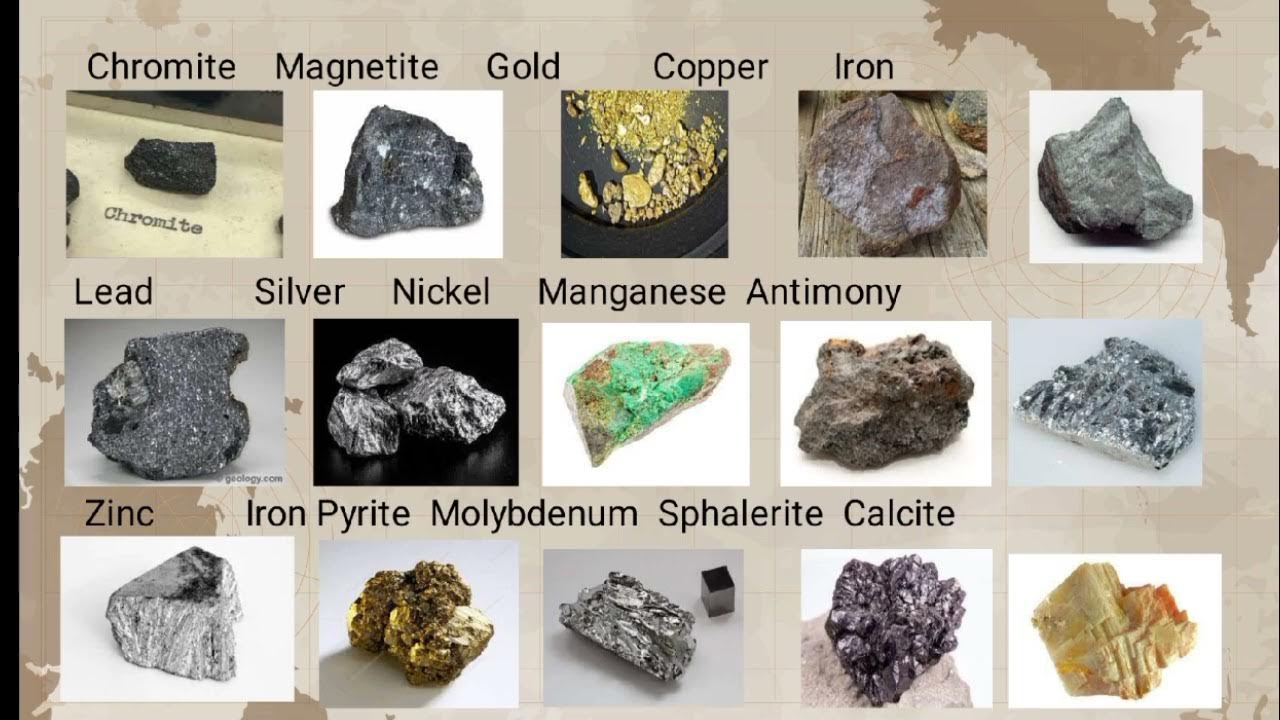 Chromite Magnetite Gold Copper Iron
Chromite
Lead Silver Nickel Manganese Antimony
geology.com
Zinc Iron Pyrite Molybdenum Sphalerite Calcite